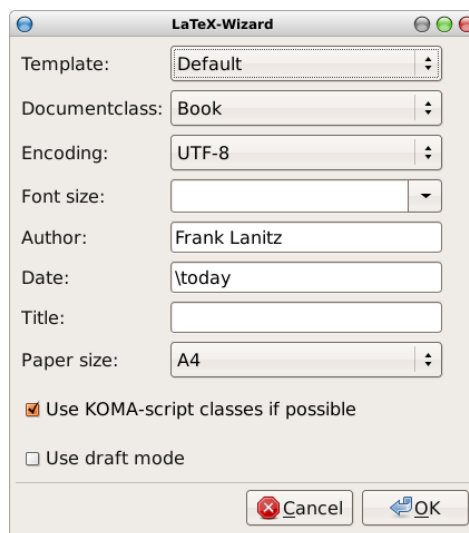 LaTeX-Wizard
Template: Default
Documentclass: Book
Encoding: UTF-8
Font size:
Author: Frank Lanitz
Date: \today
Title:
Paper size: A4
Use KOMA-script classes if possible
Use draft mode
Cancel OK